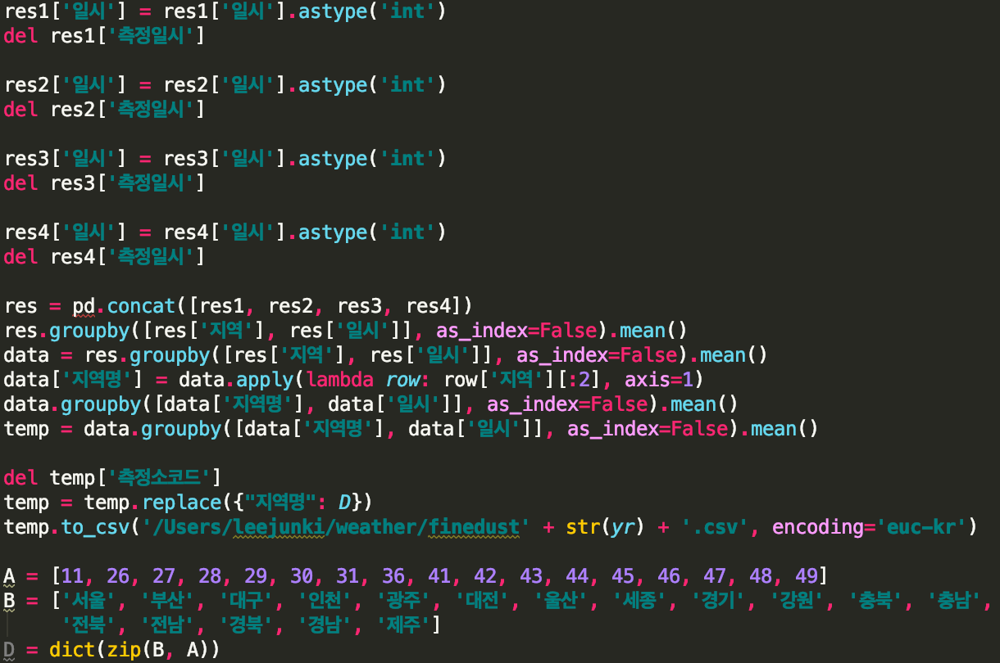 res1['일시'] = res1['일시'].astype('int')
del res1['측정일시']
res2['일시'] = res2['일시'].astype('int')
del res2['측정일시']
res3['일시'] = res3['일시'].astype('int')
del res3['측정일시']
res4['일시'] = res4['일시'].astype('int')
del res4['측정일시']
res = pd.concat([res1, res2, res3, res4])
res.groupby([res['지역'], res['일시']], as_index=False).mean()
data = res.groupby([res['지역'], res['일시']], as_index=False).mean()
data['지역명'] = data.apply(lambda row: row['지역'][:2], axis=1)
data.groupby([data['지역명'], data['일시']], as_index=False).mean()
temp = data.groupby([data['지역명'], data['일시']], as_index=False).mean()
del temp['측정소코드']
temp = temp.replace({"지역명": D})
temp.to_csv('/Users/leejunki/weather/finedust' + str(yr) + '.csv', encoding='euc-kr')
A = [11, 26, 27, 28, 29, 30, 31, 36, 41, 42, 43, 44, 45, 46, 47, 48, 49]
B = ['서울', '부산', '대구', '인천', '광주', '대전', '울산', '세종', '경기', '강원', '충북', '충남',
'전북', '전남', '경북', '경남', '제주']
D = dict(zip(B, A))